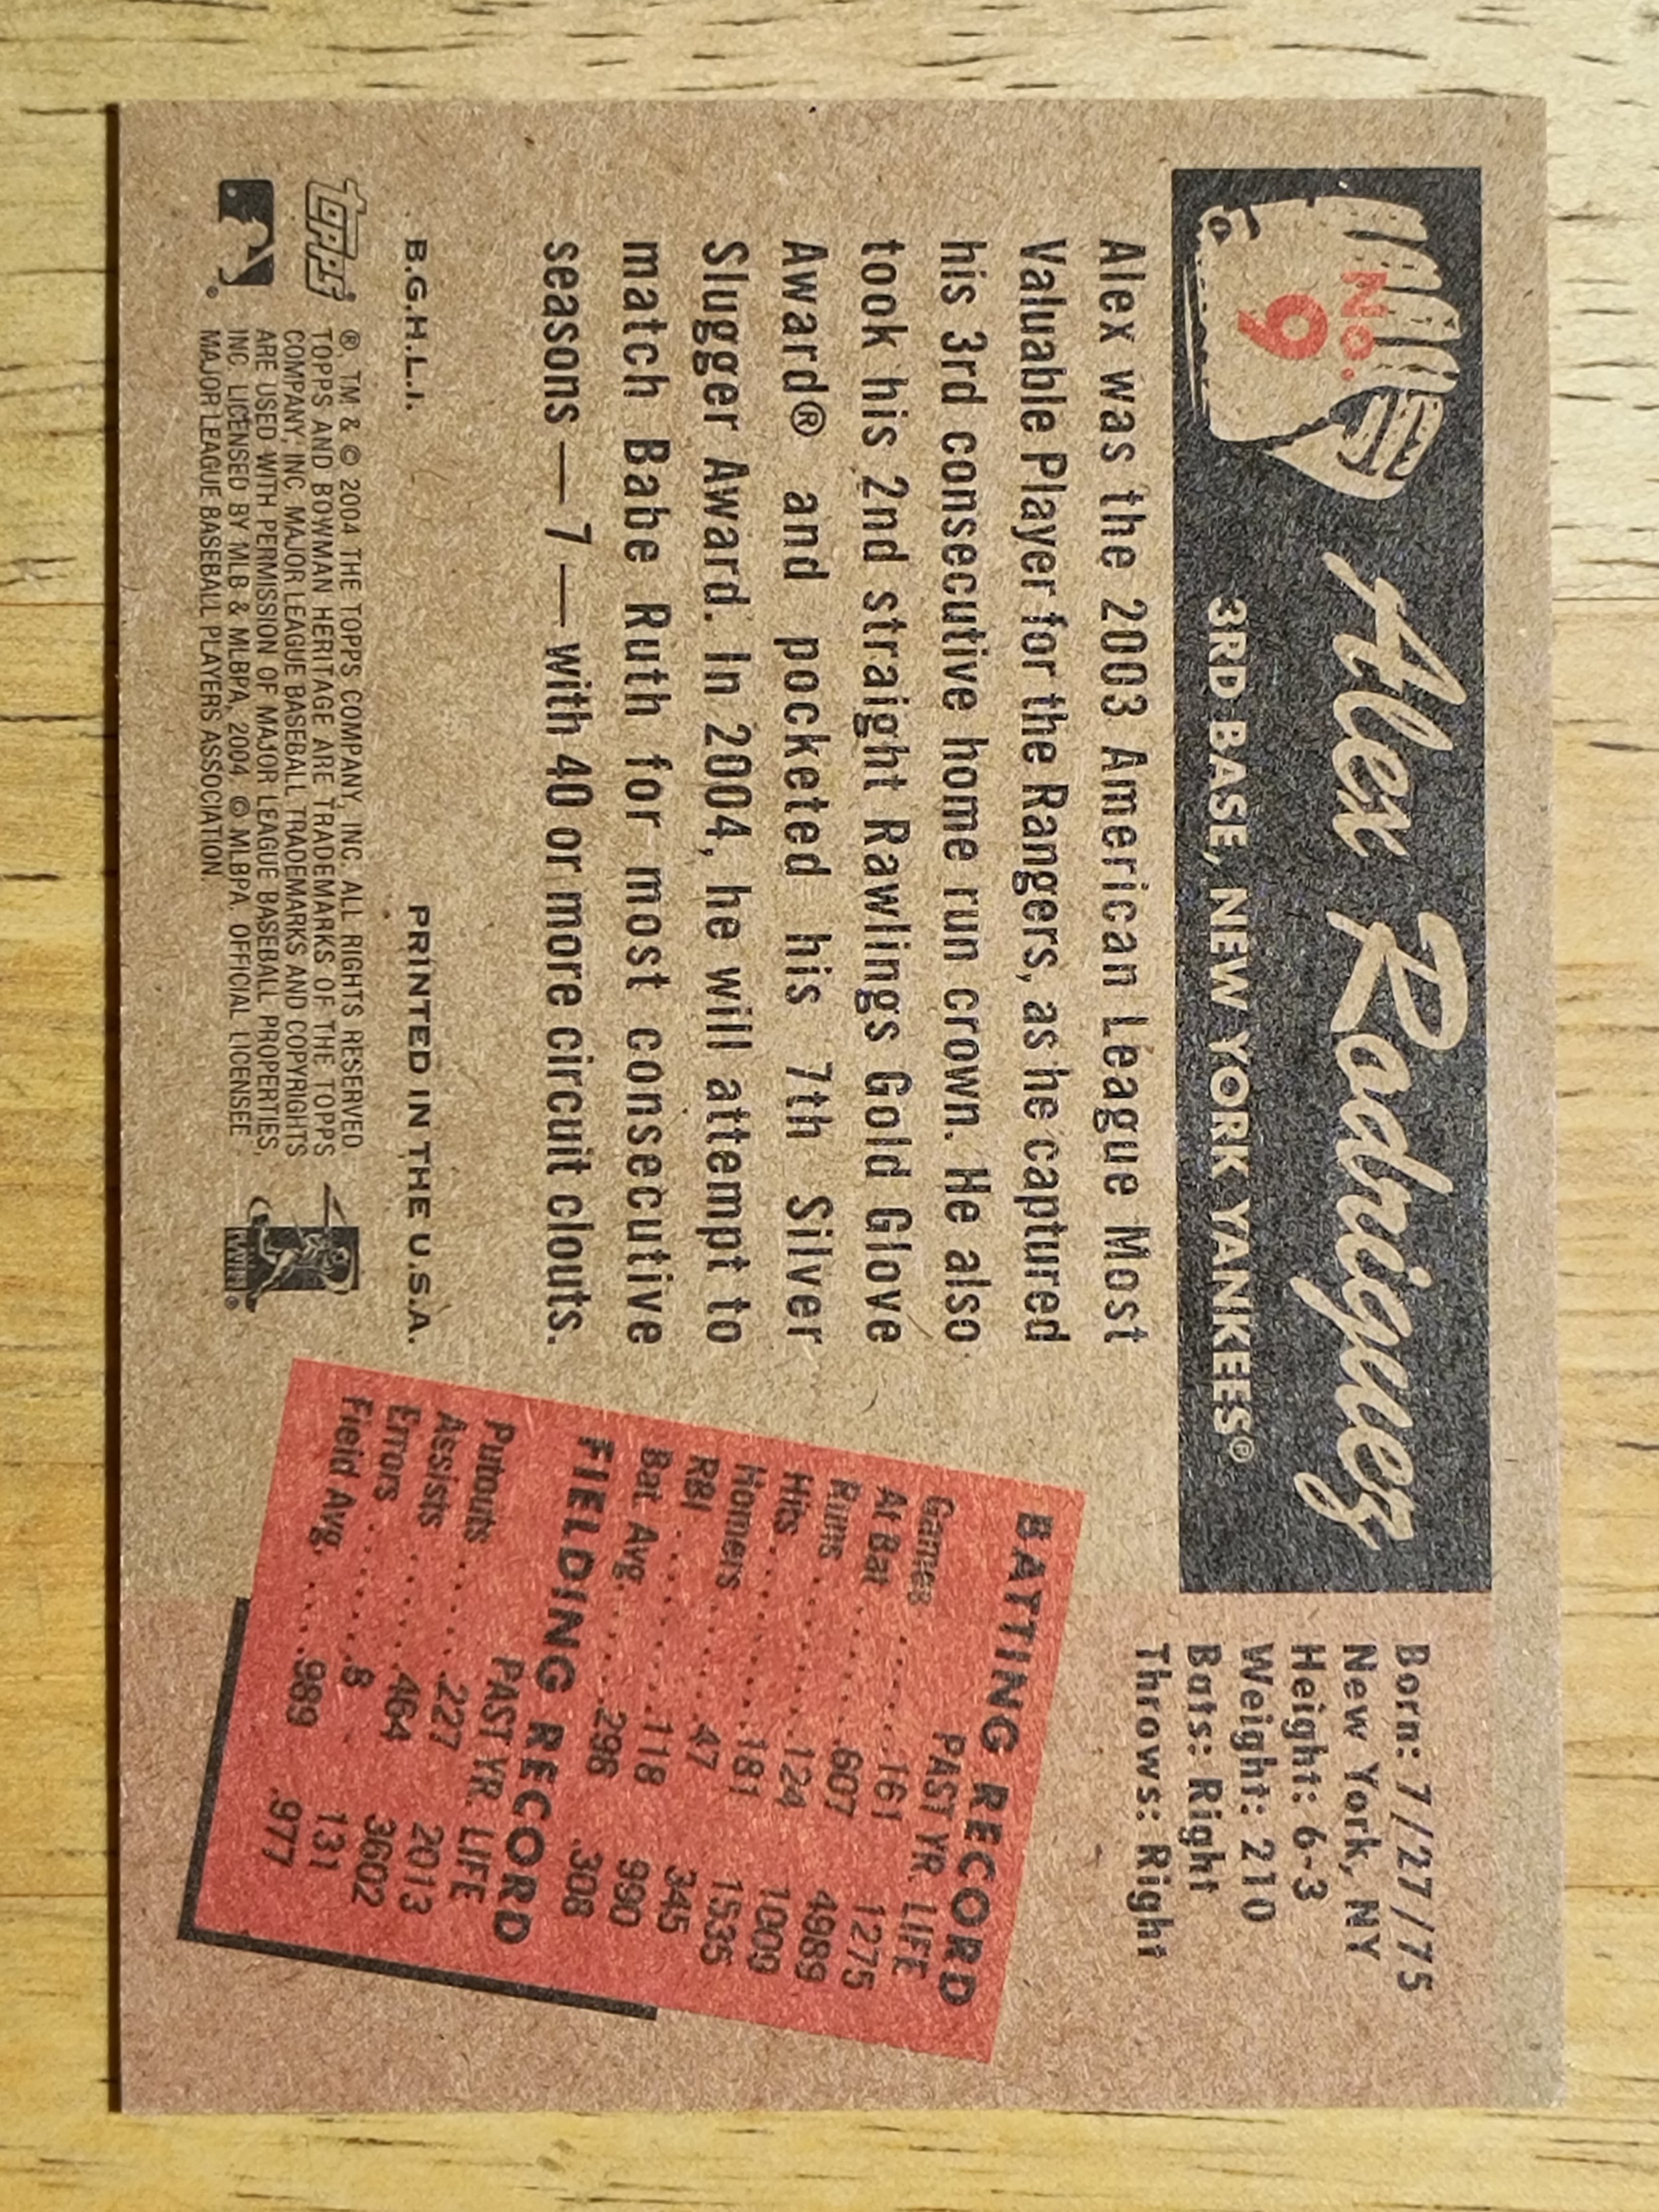 No.
9
Alex Rodriguez
3RD BASE, NEW YORK YANKEES®
Born: 7/27/75
New York, NY
Height: 6-3
Weight: 210
Bats: Right
Throws: Right
Alex was the 2003 American League Most
Valuable Player for the Rangers, as he captured
his 3rd consecutive home run crown. He also
took his 2nd straight Rawlings Gold Glove
Award® and pocketed his 7th Silver
Slugger Award. In 2004, he will attempt to
match Babe Ruth for most consecutive
seasons — 7 — with 40 or more circuit clouts.
BATTING RECORD
PAST YR. LIFE
Games ....161 1275
At Bat .....607 4989
Runs .....124 1009
Hits .....181 1535
Homers .....47 345
RBI .....118 990
Bat Avg. .....298 .308
FIELDING RECORD
PAST YR. LIFE
Putouts .....227 2013
Assists .....464 3602
Errors .....8 131
Field Avg. .....989 .977
B.G.H.L.I. PRINTED IN THE U.S.A.
topps®
®, TM & © 2004 THE TOPPS COMPANY, INC. ALL RIGHTS RESERVED
TOPPS AND BOWMAN HERITAGE ARE TRADEMARKS OF THE TOPPS
COMPANY, INC. MAJOR LEAGUE BASEBALL TRADEMARKS AND COPYRIGHTS
ARE USED WITH PERMISSION OF MAJOR LEAGUE BASEBALL PROPERTIES,
INC. LICENSED BY MLB & MLBPA, 2004. © MLBPA. OFFICIAL LICENSEE
MAJOR LEAGUE BASEBALL PLAYERS ASSOCIATION.